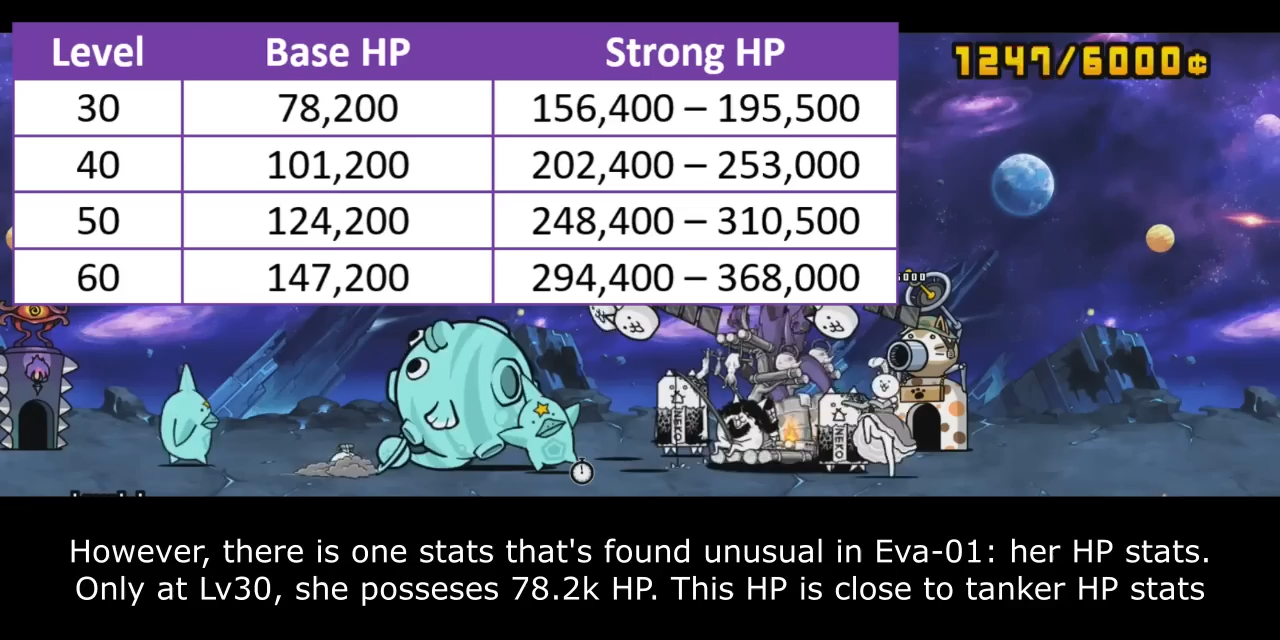 Level Base HP Strong HP
30 78,200 156,400 – 195,500
40 101,200 202,400 – 253,000
50 124,200 248,400 – 310,500
60 147,200 294,400 – 368,000
1247/6000¢
NEKO
NEKO
However, there is one stats that's found unusual in Eva-01: her HP stats.
Only at Lv30, she posseses 78.2k HP. This HP is close to tanker HP stats